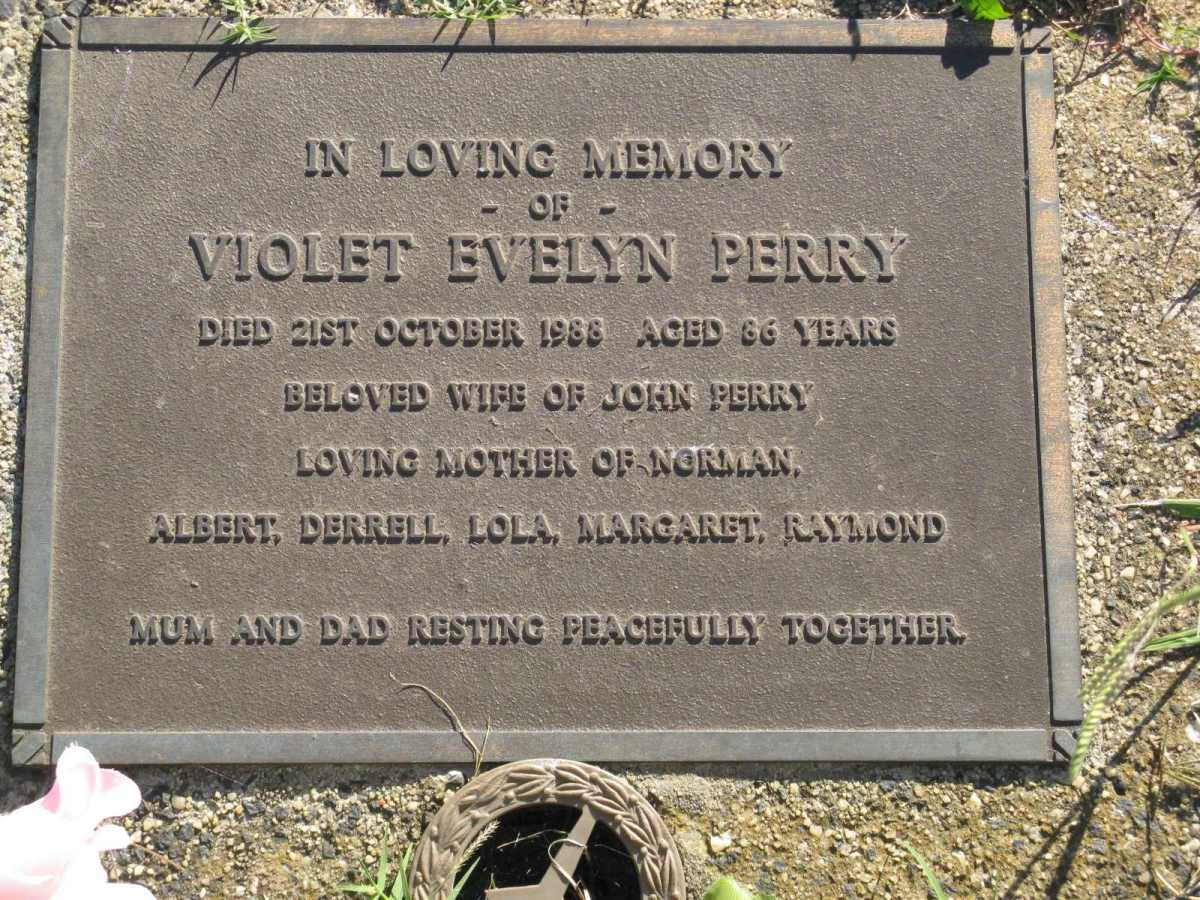 IN LOVING MEMORY
- OF -
VIOLET EVELYN PERRY
DIED 21ST OCTOBER 1988 AGED 86 YEARS
BELOVED WIFE OF JOHN PERRY
LOVING MOTHER OF NORMAN,
ALBERT, DERRELL, LOLA, MARGARET, RAYMOND
MUM AND DAD RESTING PEACEFULLY TOGETHER.